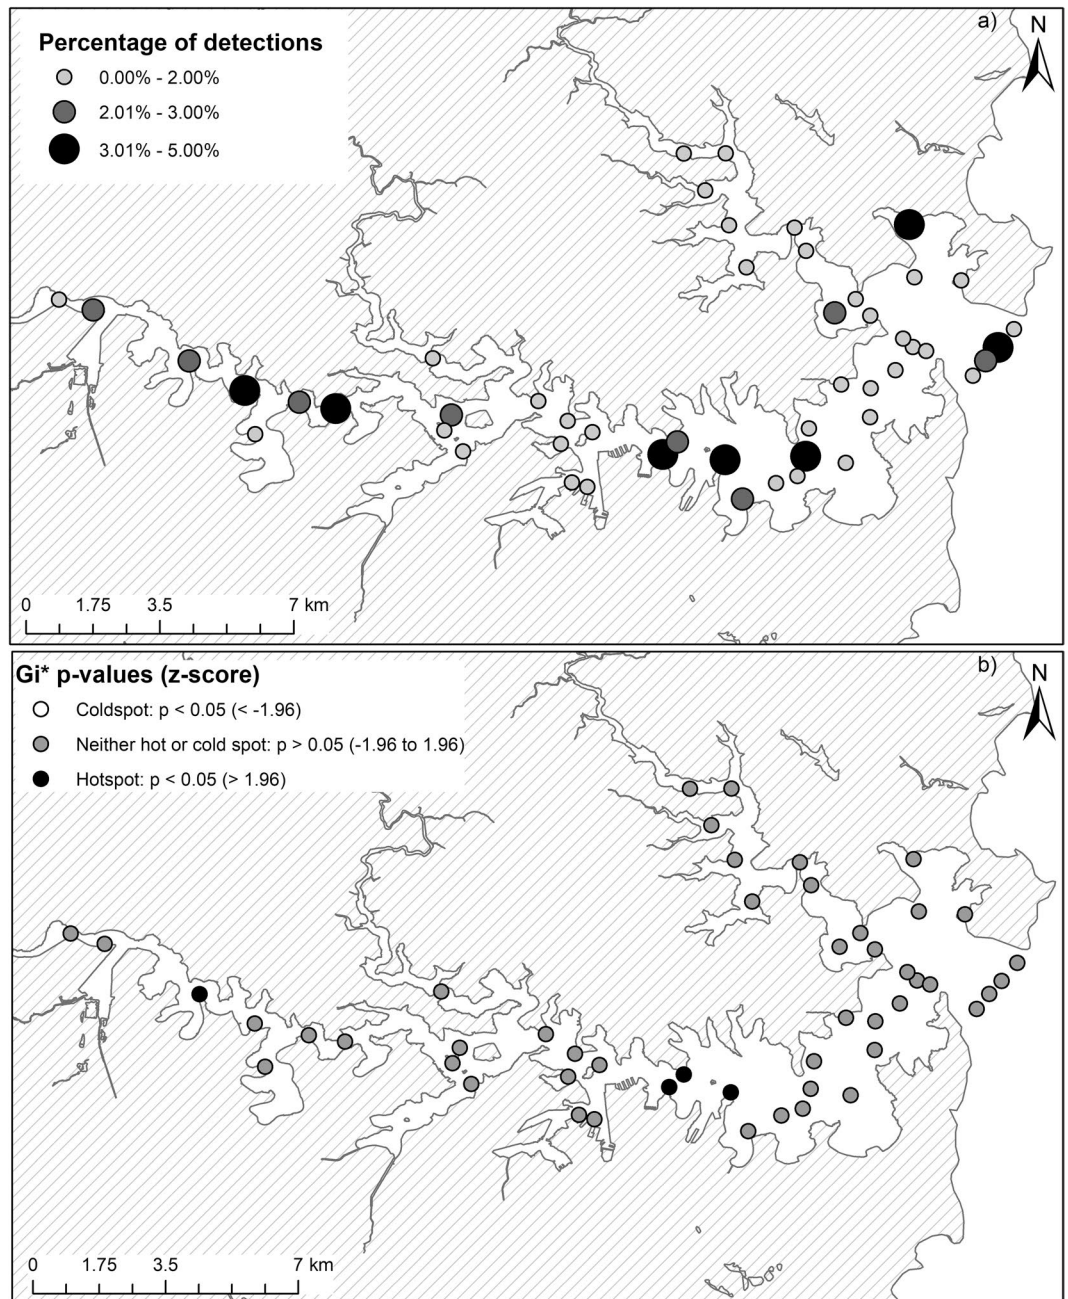 a)
N
Percentage of detections
0.00% - 2.00%
2.01% - 3.00%
3.01% - 5.00%
0 1.75 3.5 7 km
b)
N
Gi* p-values (z-score)
Coldspot: p < 0.05 (< -1.96)
Neither hot or cold spot: p > 0.05 (-1.96 to 1.96)
Hotspot: p < 0.05 (> 1.96)
0 1.75 3.5 7 km